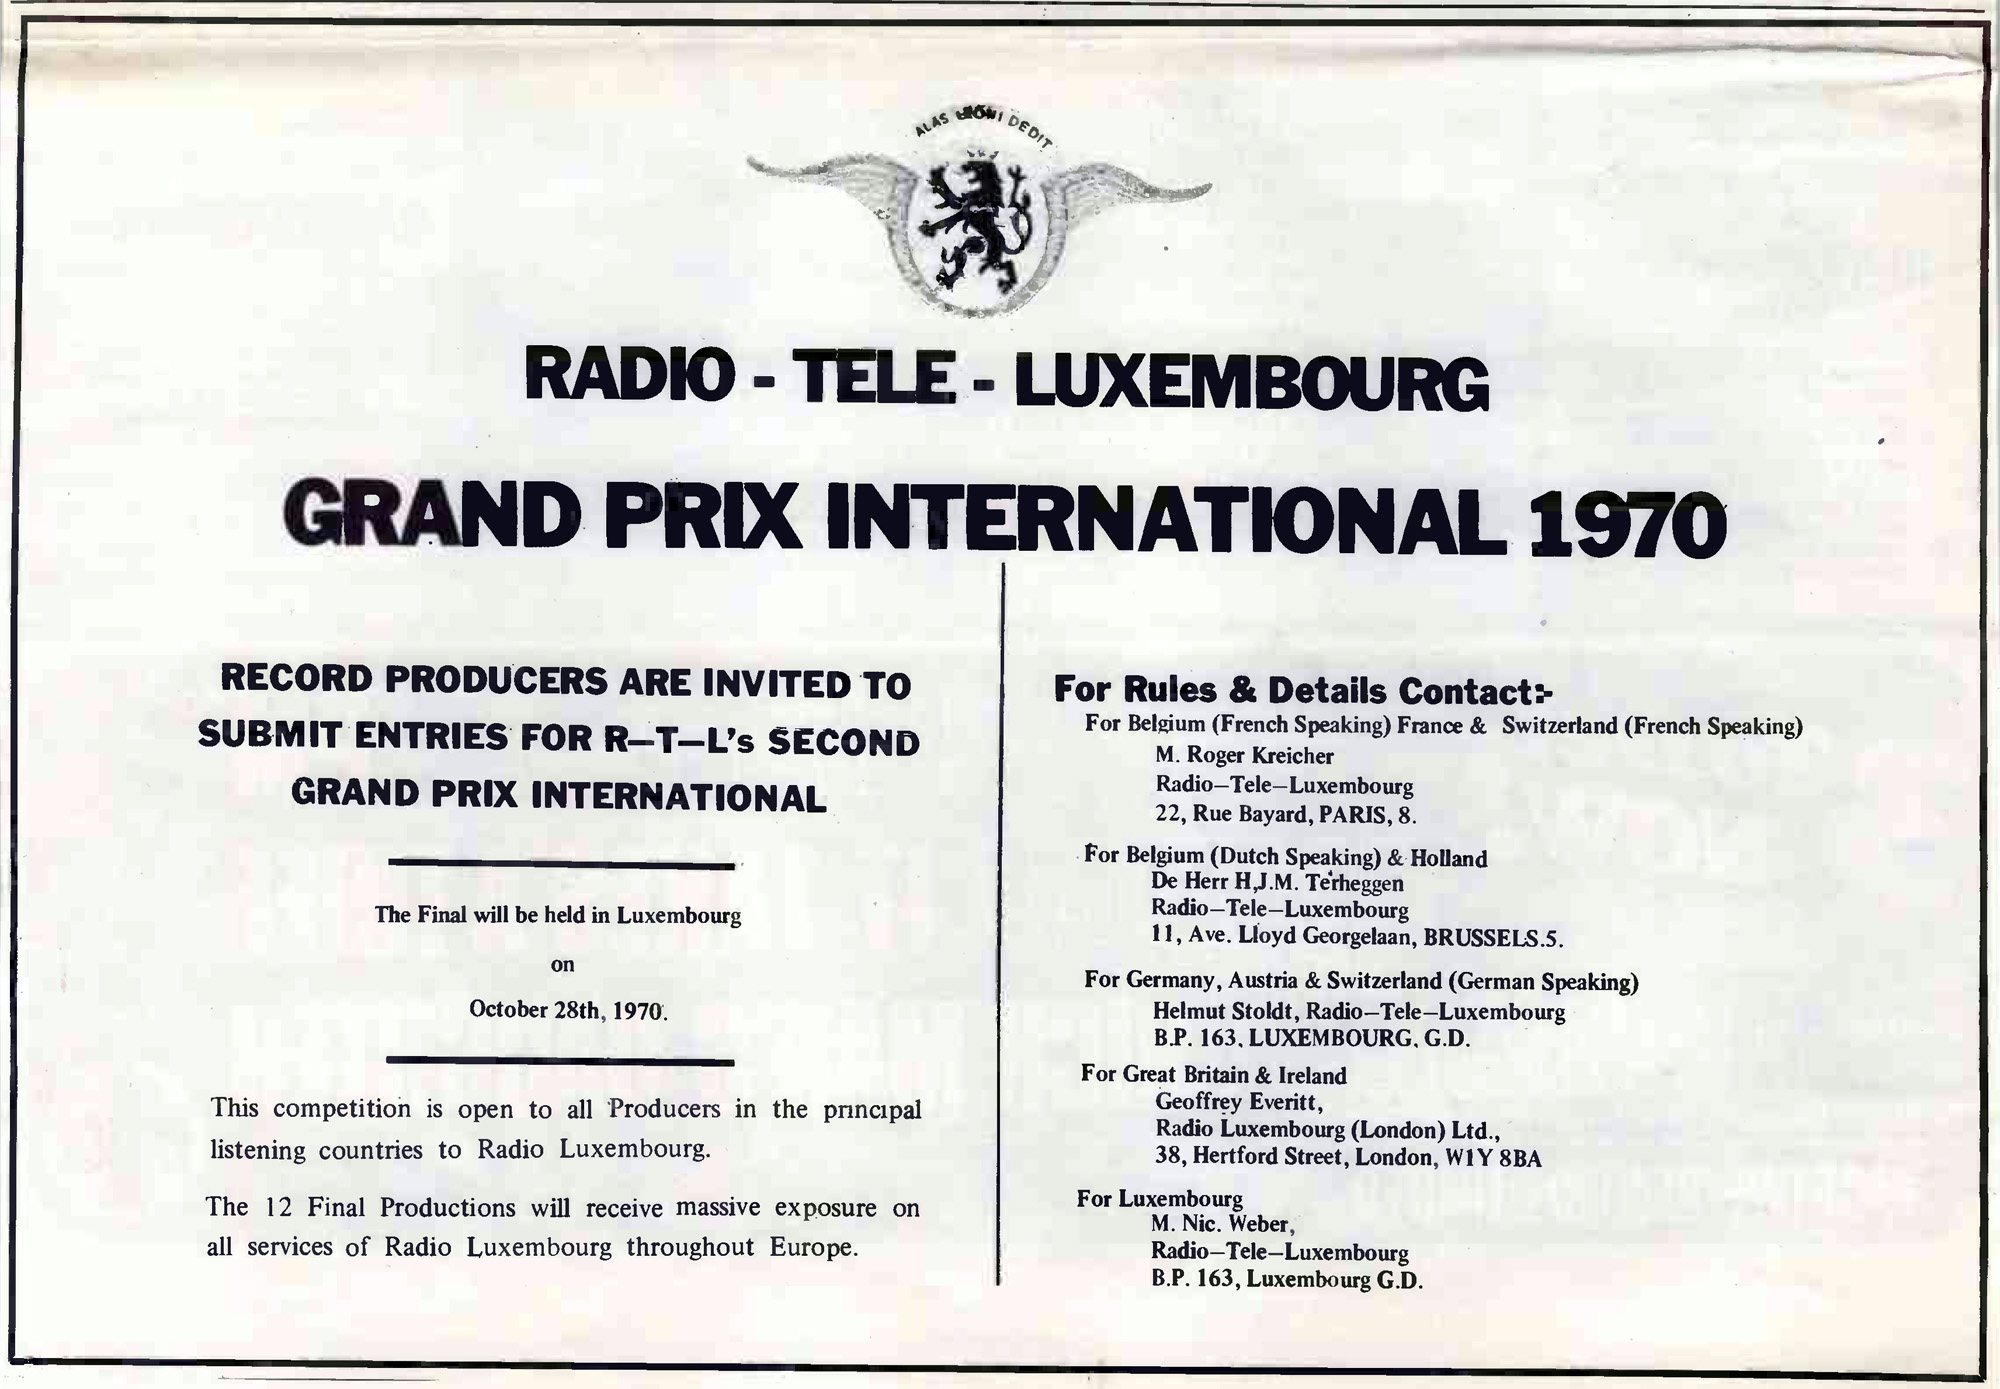 ALAS LEONI DEDIT
RADIO - TELE - LUXEMBOURG
GRAND PRIX INTERNATIONAL 1970
RECORD PRODUCERS ARE INVITED TO
SUBMIT ENTRIES FOR R–T–L's SECOND
GRAND PRIX INTERNATIONAL
The Final will be held in Luxembourg
on
October 28th, 1970.
This competition is open to all Producers in the principal
listening countries to Radio Luxembourg.
The 12 Final Productions will receive massive exposure on
all services of Radio Luxembourg throughout Europe.
For Rules & Details Contact:-
For Belgium (French Speaking) France & Switzerland (French Speaking)
M. Roger Kreicher
Radio–Tele–Luxembourg
22, Rue Bayard, PARIS, 8.
For Belgium (Dutch Speaking) & Holland
De Herr H.J.M. Terheggen
Radio–Tele–Luxembourg
11, Ave. Lloyd Georgelaan, BRUSSELS.5.
For Germany, Austria & Switzerland (German Speaking)
Helmut Stoldt, Radio–Tele–Luxembourg
B.P. 163, LUXEMBOURG, G.D.
For Great Britain & Ireland
Geoffrey Everitt,
Radio Luxembourg (London) Ltd.,
38, Hertford Street, London, W1Y 8BA
For Luxembourg
M. Nic. Weber,
Radio–Tele–Luxembourg
B.P. 163, Luxembourg G.D.